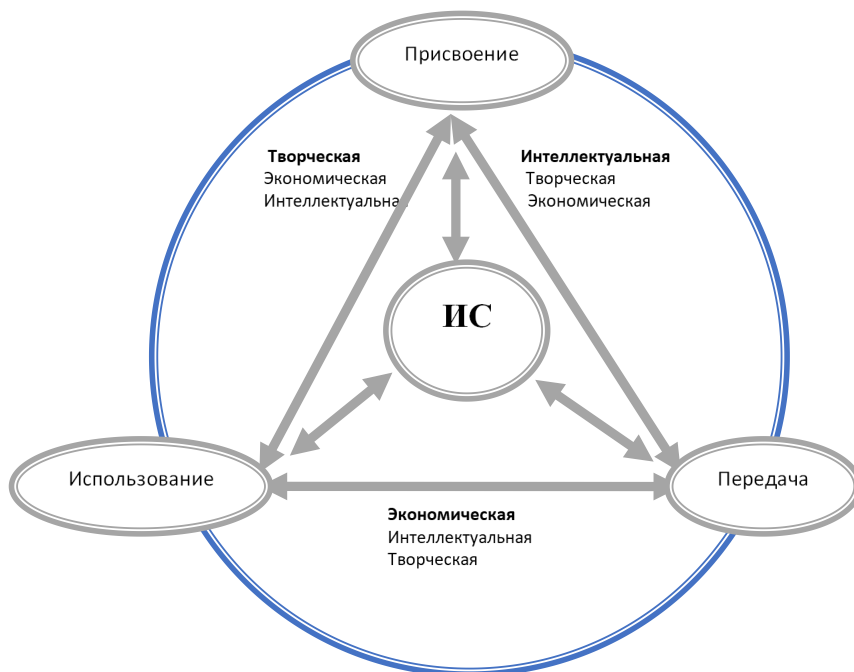 Присвоение
Творческая
Экономическая
Интеллектуальная
Интеллектуальная
Творческая
Экономическая
ИС
Использование
Передача
Экономическая
Интеллектуальная
Творческая